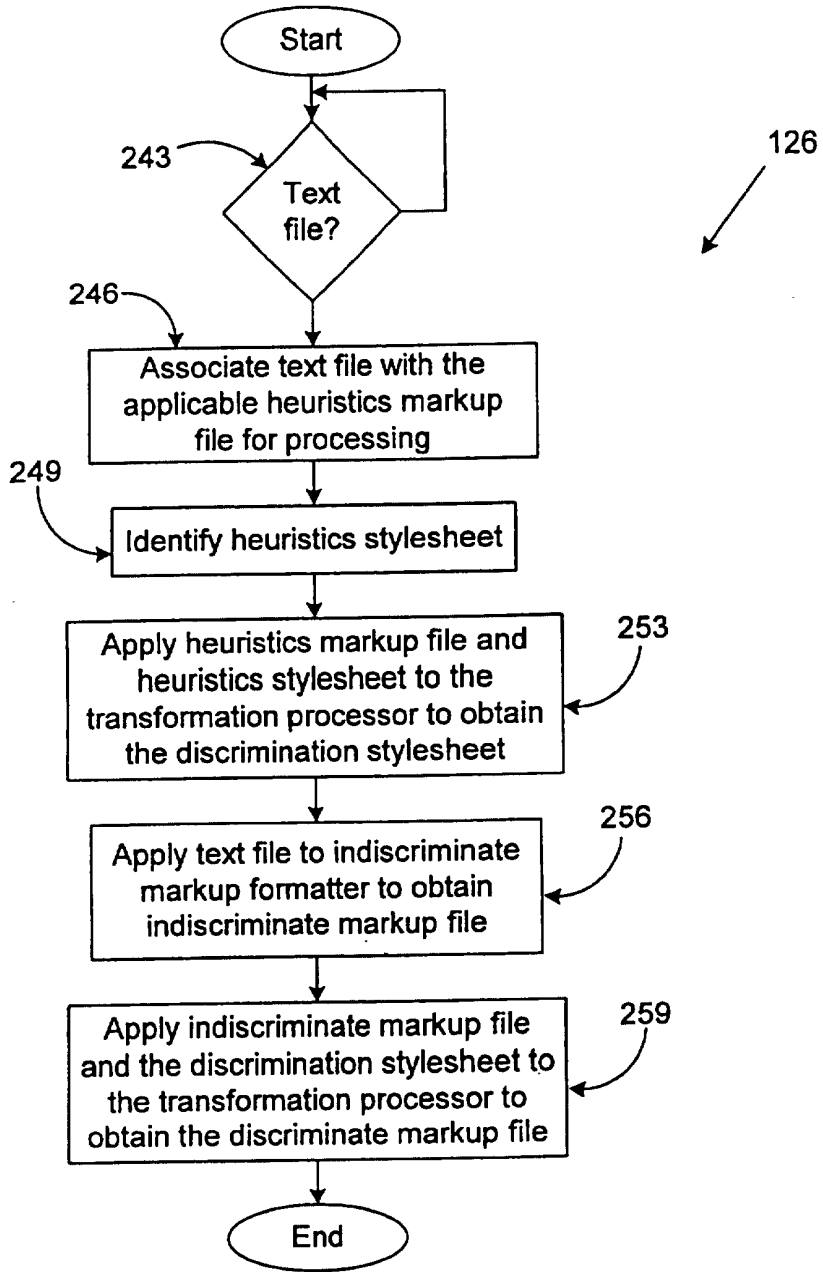 Start
126
243
Text
file?
246
Associate text file with the
applicable heuristics markup
file for processing
249
Identify heuristics stylesheet
253
Apply heuristics markup file and
heuristics stylesheet to the
transformation processor to obtain
the discrimination stylesheet
256
Apply text file to indiscriminate
markup formatter to obtain
indiscriminate markup file
259
Apply indiscriminate markup file
and the discrimination stylesheet to
the transformation processor to
obtain the discriminate markup file
End